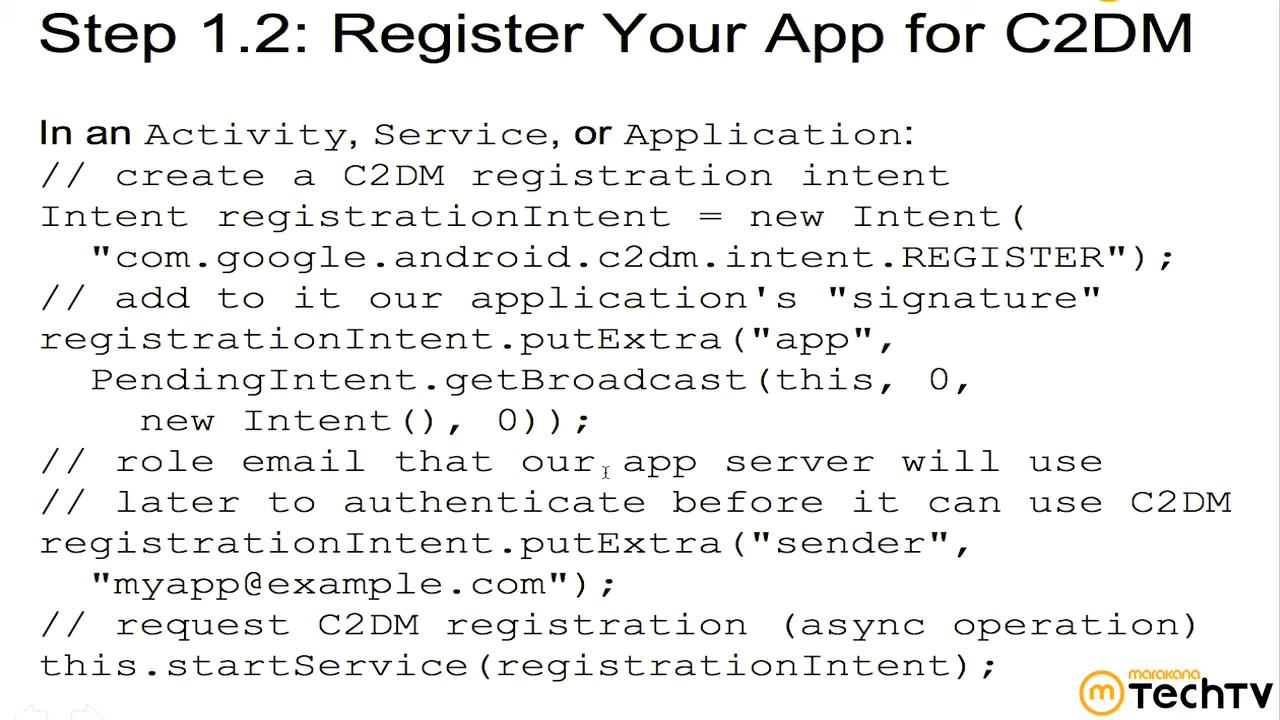 Step 1.2: Register Your App for C2DM
In an Activity, Service, or Application:
// create a C2DM registration intent
Intent registrationIntent = new Intent(
"com.google.android.c2dm.intent.REGISTER");
// add to it our application's "signature"
registrationIntent.putExtra("app",
PendingIntent.getBroadcast(this, 0,
new Intent(), 0));
// role email that our app server will use
// later to authenticate before it can use C2DM
registrationIntent.putExtra("sender",
"myapp@example.com");
// request C2DM registration (async operation)
this.startService(registrationIntent);
marakana
m TechTV